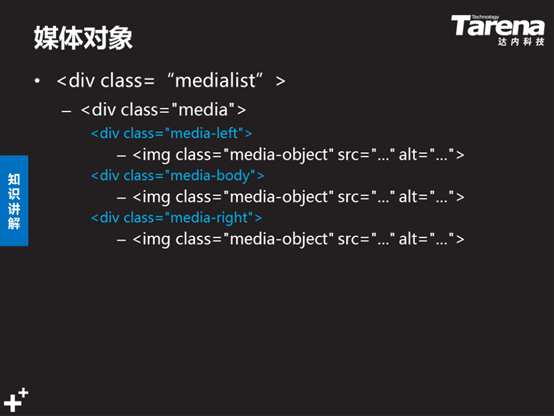 媒体对象
Technology
Tarena
达内科技
• <div class=“medialist”>
– <div class="media">
<div class="media-left">
– <img class="media-object" src="..." alt="...">
<div class="media-body">
– <img class="media-object" src="..." alt="...">
<div class="media-right">
– <img class="media-object" src="..." alt="...">
知识讲解